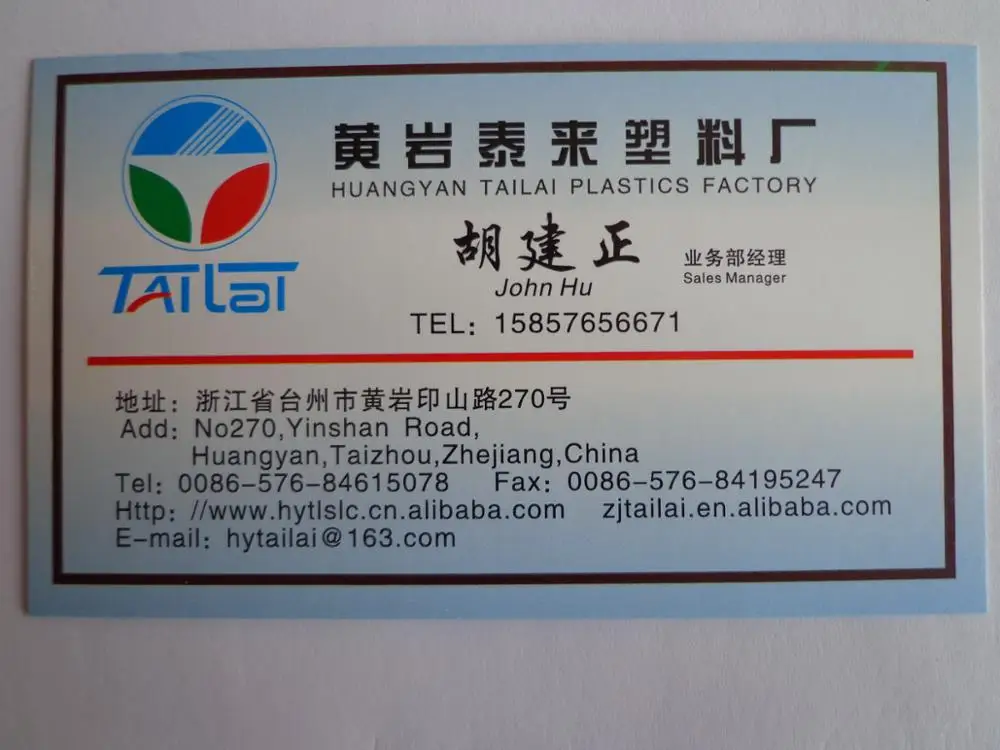 黄岩泰来塑料厂
HUANGYAN TAILAI PLASTICS FACTORY
TAILAI
胡建正
业务部经理
John Hu
Sales Manager
TEL: 15857656671
地址: 浙江省台州市黄岩印山路270号
Add: No270,Yinshan Road,
Huangyan,Taizhou,Zhejiang,China
Tel: 0086-576-84615078 Fax: 0086-576-84195247
Http: //www.hytlslc.cn.alibaba.com zjtailai.en.alibaba.com
E-mail: hytailai@163.com